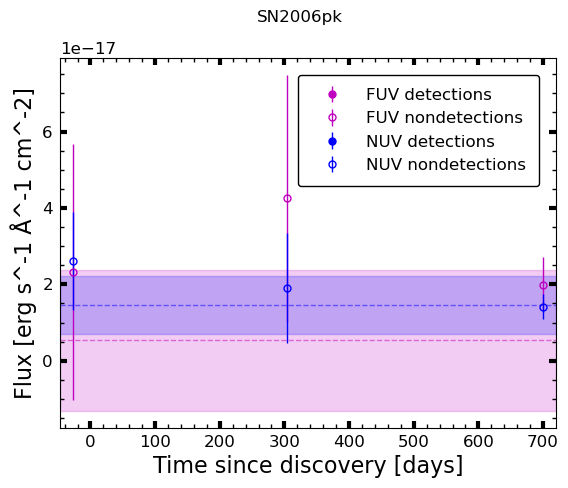 SN2006pk
1e−17
Flux [erg s^-1 Å^-1 cm^-2]
6
4
2
0
FUV detections
FUV nondetections
NUV detections
NUV nondetections
0 100 200 300 400 500 600 700
Time since discovery [days]